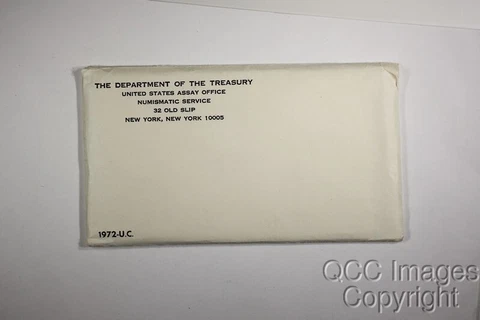 THE DEPARTMENT OF THE TREASURY
UNITED STATES ASSAY OFFICE
NUMISMATIC SERVICE
32 OLD SLIP
NEW YORK, NEW YORK 10005
1972-U.C.
QCC Images
Copyright